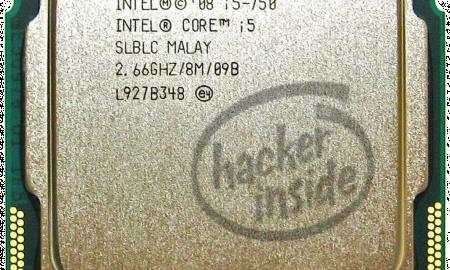 INTEL®©'08 i5-750
INTEL® CORE™ i5
SLBLC MALAY
2.66GHZ/8M/09B
L927B348 e4
hacker
inside